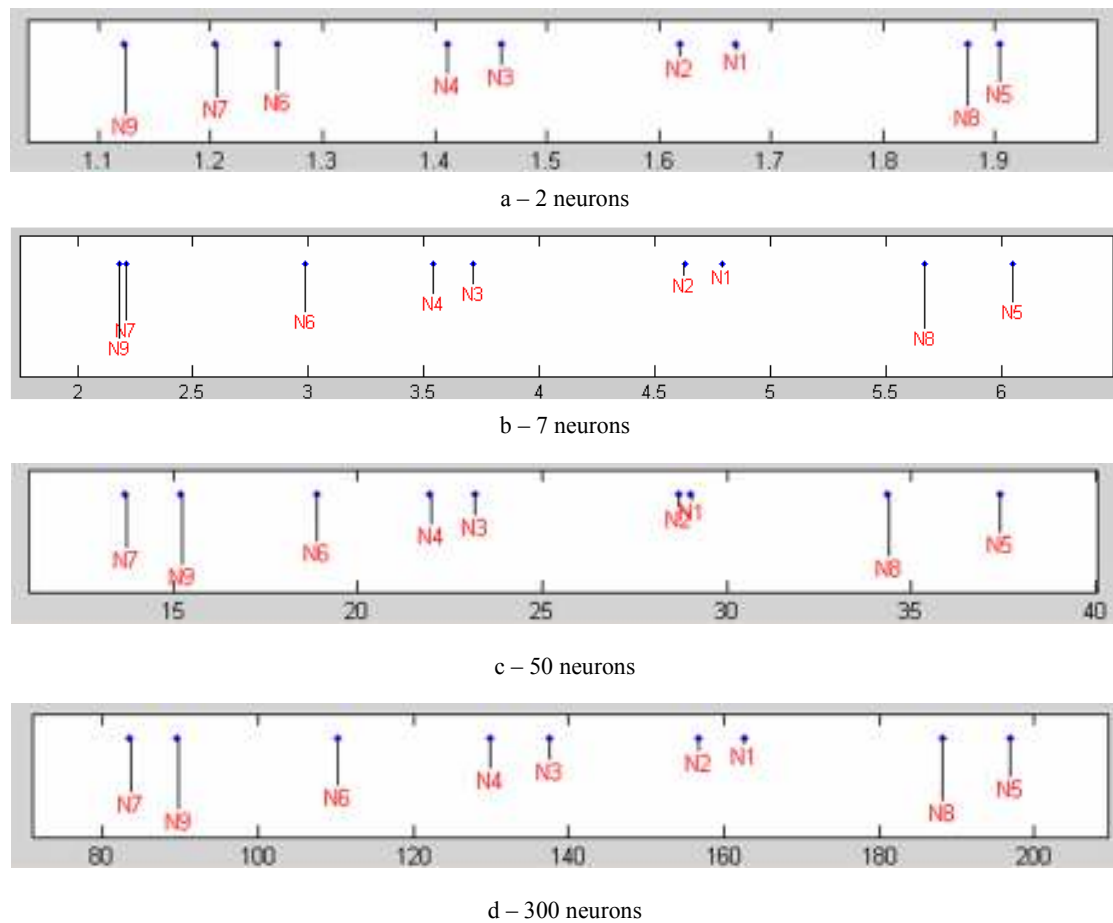 N9 N7 N6 N4 N3 N2 N1 N8 N5
1.1 1.2 1.3 1.4 1.5 1.6 1.7 1.8 1.9
a – 2 neurons
N9 N7 N6 N4 N3 N2 N1 N8 N5
2 2.5 3 3.5 4 4.5 5 5.5 6
b – 7 neurons
N7 N9 N6 N4 N3 N2 N1 N8 N5
15 20 25 30 35 40
c – 50 neurons
N7 N9 N6 N4 N3 N2 N1 N8 N5
80 100 120 140 160 180 200
d – 300 neurons